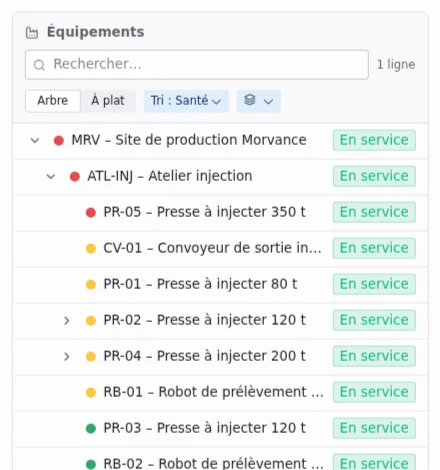 Équipements
Rechercher...
1 ligne
Arbre À plat Tri : Santé
MRV – Site de production Morvance En service
ATL-INJ – Atelier injection En service
PR-05 – Presse à injecter 350 t En service
CV-01 – Convoyeur de sortie in... En service
PR-01 – Presse à injecter 80 t En service
PR-02 – Presse à injecter 120 t En service
PR-04 – Presse à injecter 200 t En service
RB-01 – Robot de prélèvement ... En service
PR-03 – Presse à injecter 120 t En service
RB-02 – Robot de prélèvement ... En service